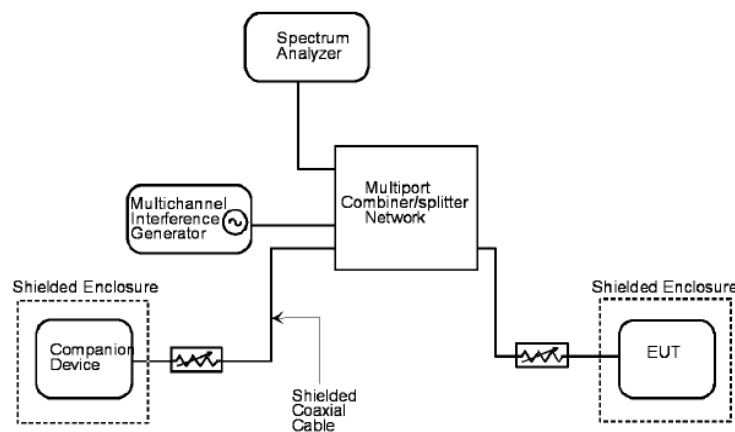 Spectrum
Analyzer
Multiport
Combiner/splitter
Network
Multichannel
Interference
Generator
Shielded Enclosure
Companion
Device
Shielded
Coaxial
Cable
Shielded Enclosure
EUT